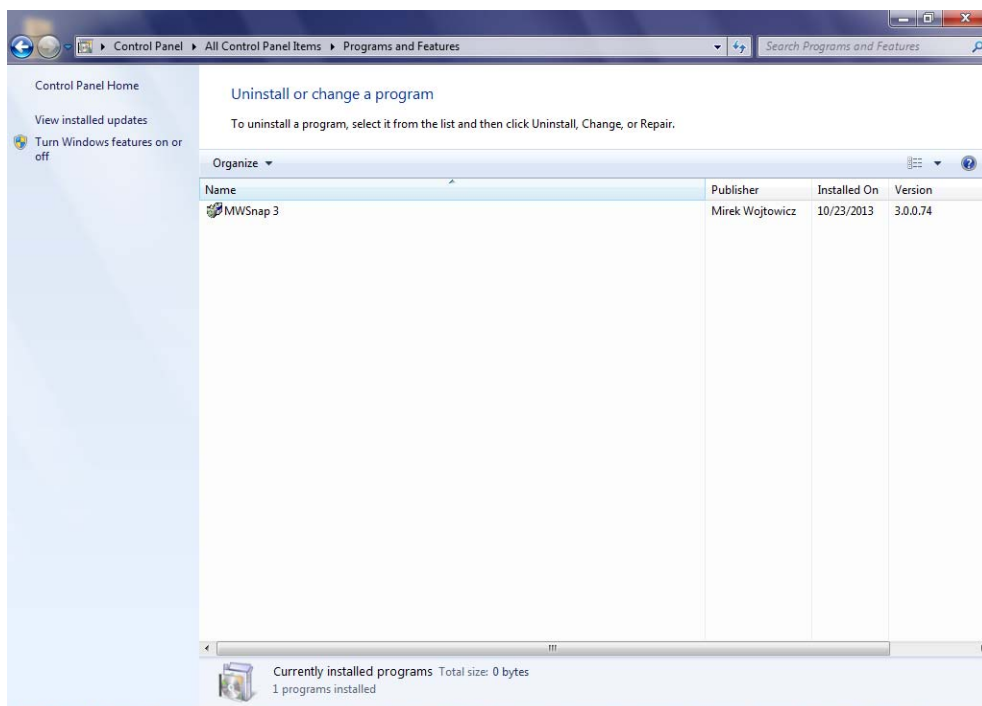 Control Panel ▸ All Control Panel Items ▸ Programs and Features
Search Programs and Features
Control Panel Home
View installed updates
Turn Windows features on or
off
Uninstall or change a program
To uninstall a program, select it from the list and then click Uninstall, Change, or Repair.
Organize
Name Publisher Installed On Version
MWSnap 3 Mirek Wojtowicz 10/23/2013 3.0.0.74
Currently installed programs Total size: 0 bytes
1 programs installed